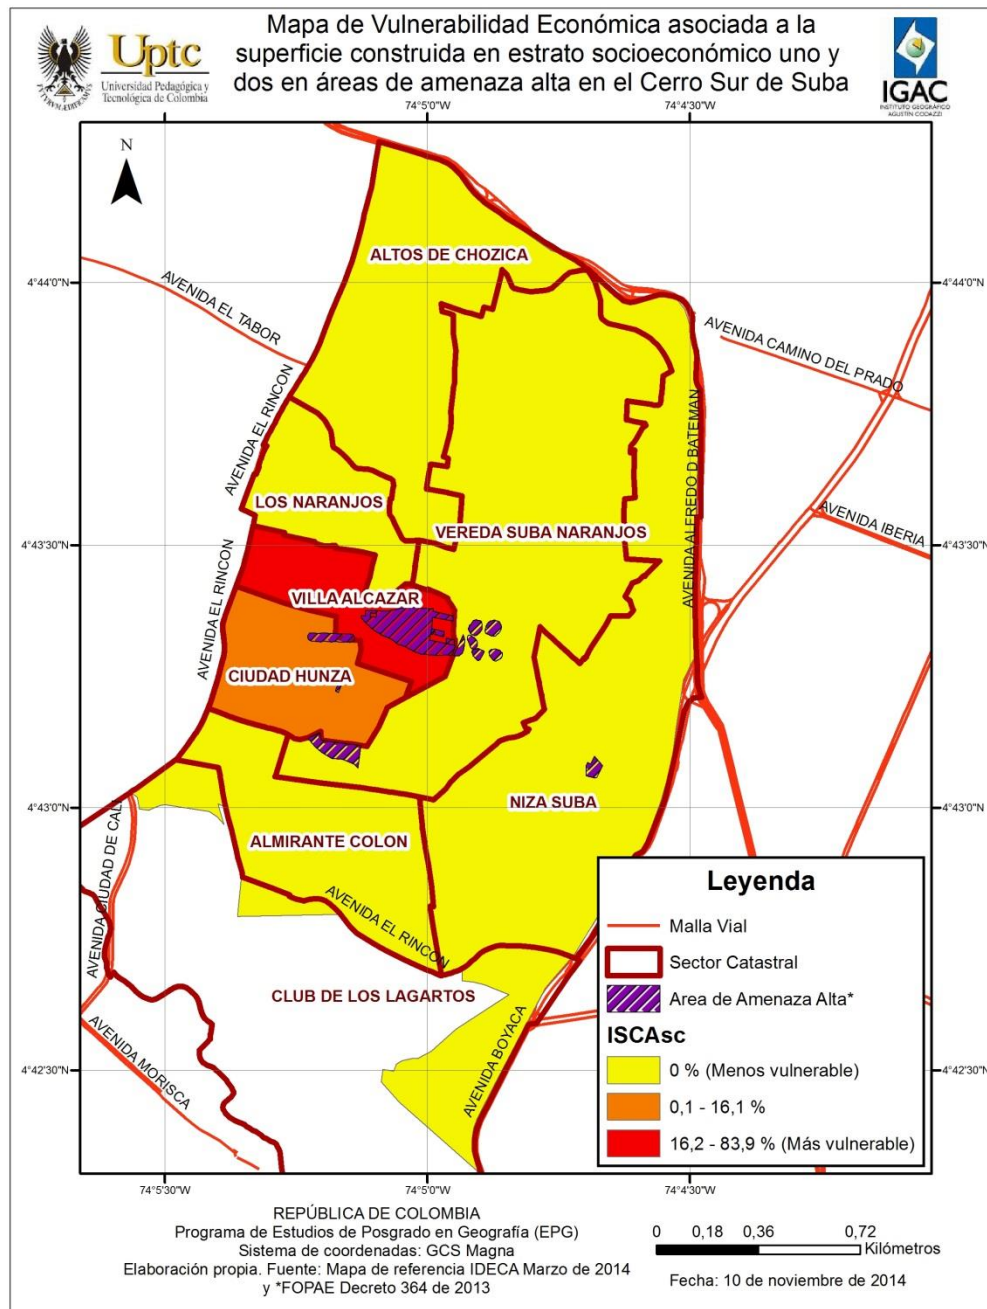 Mapa de Vulnerabilidad Económica asociada a la
superficie construida en estrato socioeconómico uno y
dos en áreas de amenaza alta en el Cerro Sur de Suba
Uptc
Universidad Pedagógica y
Tecnológica de Colombia
IGAC
INSTITUTO GEOGRÁFICO
AGUSTÍN CODAZZI
74°5'0"W
74°4'30"W
N
ALTOS DE CHOZICA
4°44'0"N
4°44'0"N
AVENIDA EL TABOR
AVENIDA CAMINO DEL PRADO
AVENIDA EL RINCON
AVENIDA ALFREDO D BATEMAN
LOS NARANJOS
VEREDA SUBA NARANJOS
AVENIDA IBERIA
4°43'30"N
4°43'30"N
VILLA ALCAZAR
AVENIDA EL RINCON
CIUDAD HUNZA
NIZA SUBA
4°43'0"N
4°43'0"N
ALMIRANTE COLON
AVENIDA CIUDAD DE CALI
AVENIDA EL RINCON
CLUB DE LOS LAGARTOS
AVENIDA BOYACA
AVENIDA MORISCA
4°42'30"N
4°42'30"N
Leyenda
Malla Vial
Sector Catastral
Area de Amenaza Alta*
ISCAsc
0 % (Menos vulnerable)
0,1 - 16,1 %
16,2 - 83,9 % (Más vulnerable)
74°5'30"W
74°5'0"W
74°4'30"W
REPÚBLICA DE COLOMBIA
Programa de Estudios de Posgrado en Geografía (EPG)
Sistema de coordenadas: GCS Magna
Elaboración propia. Fuente: Mapa de referencia IDECA Marzo de 2014
y *FOPAE Decreto 364 de 2013
0 0,18 0,36 0,72
Kilómetros
Fecha: 10 de noviembre de 2014